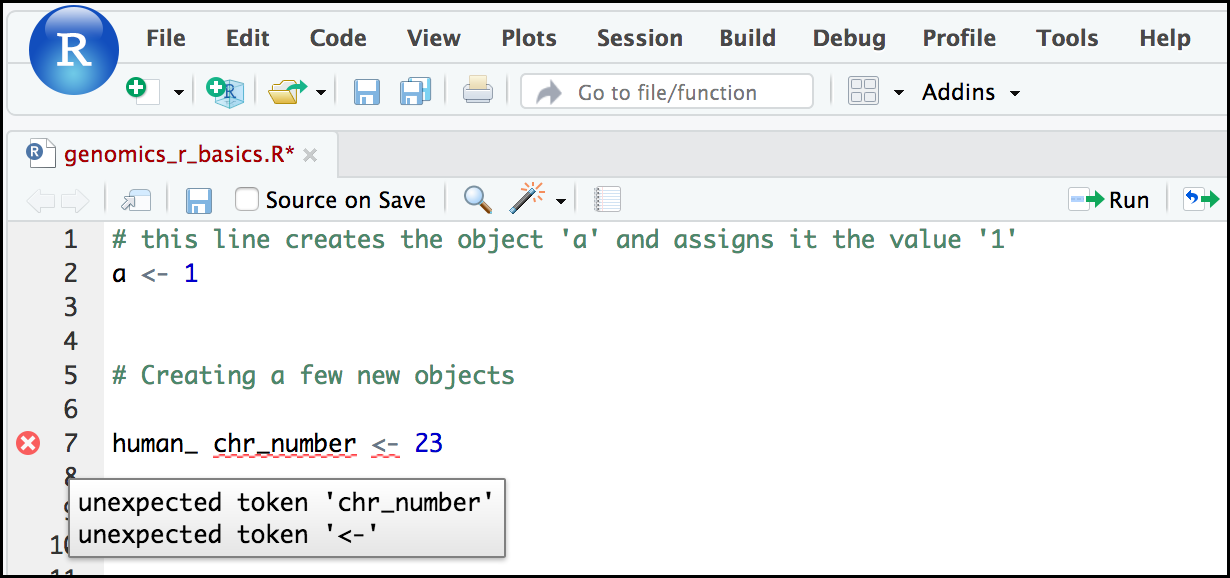 R File Edit Code View Plots Session Build Debug Profile Tools Help
R Go to file/function Addins
R genomics_r_basics.R*
Source on Save Run
1 # this line creates the object 'a' and assigns it the value '1'
2 a <- 1
3
4
5 # Creating a few new objects
6
7 human_ chr_number <- 23
8
unexpected token 'chr_number'
unexpected token '<-'
10
11